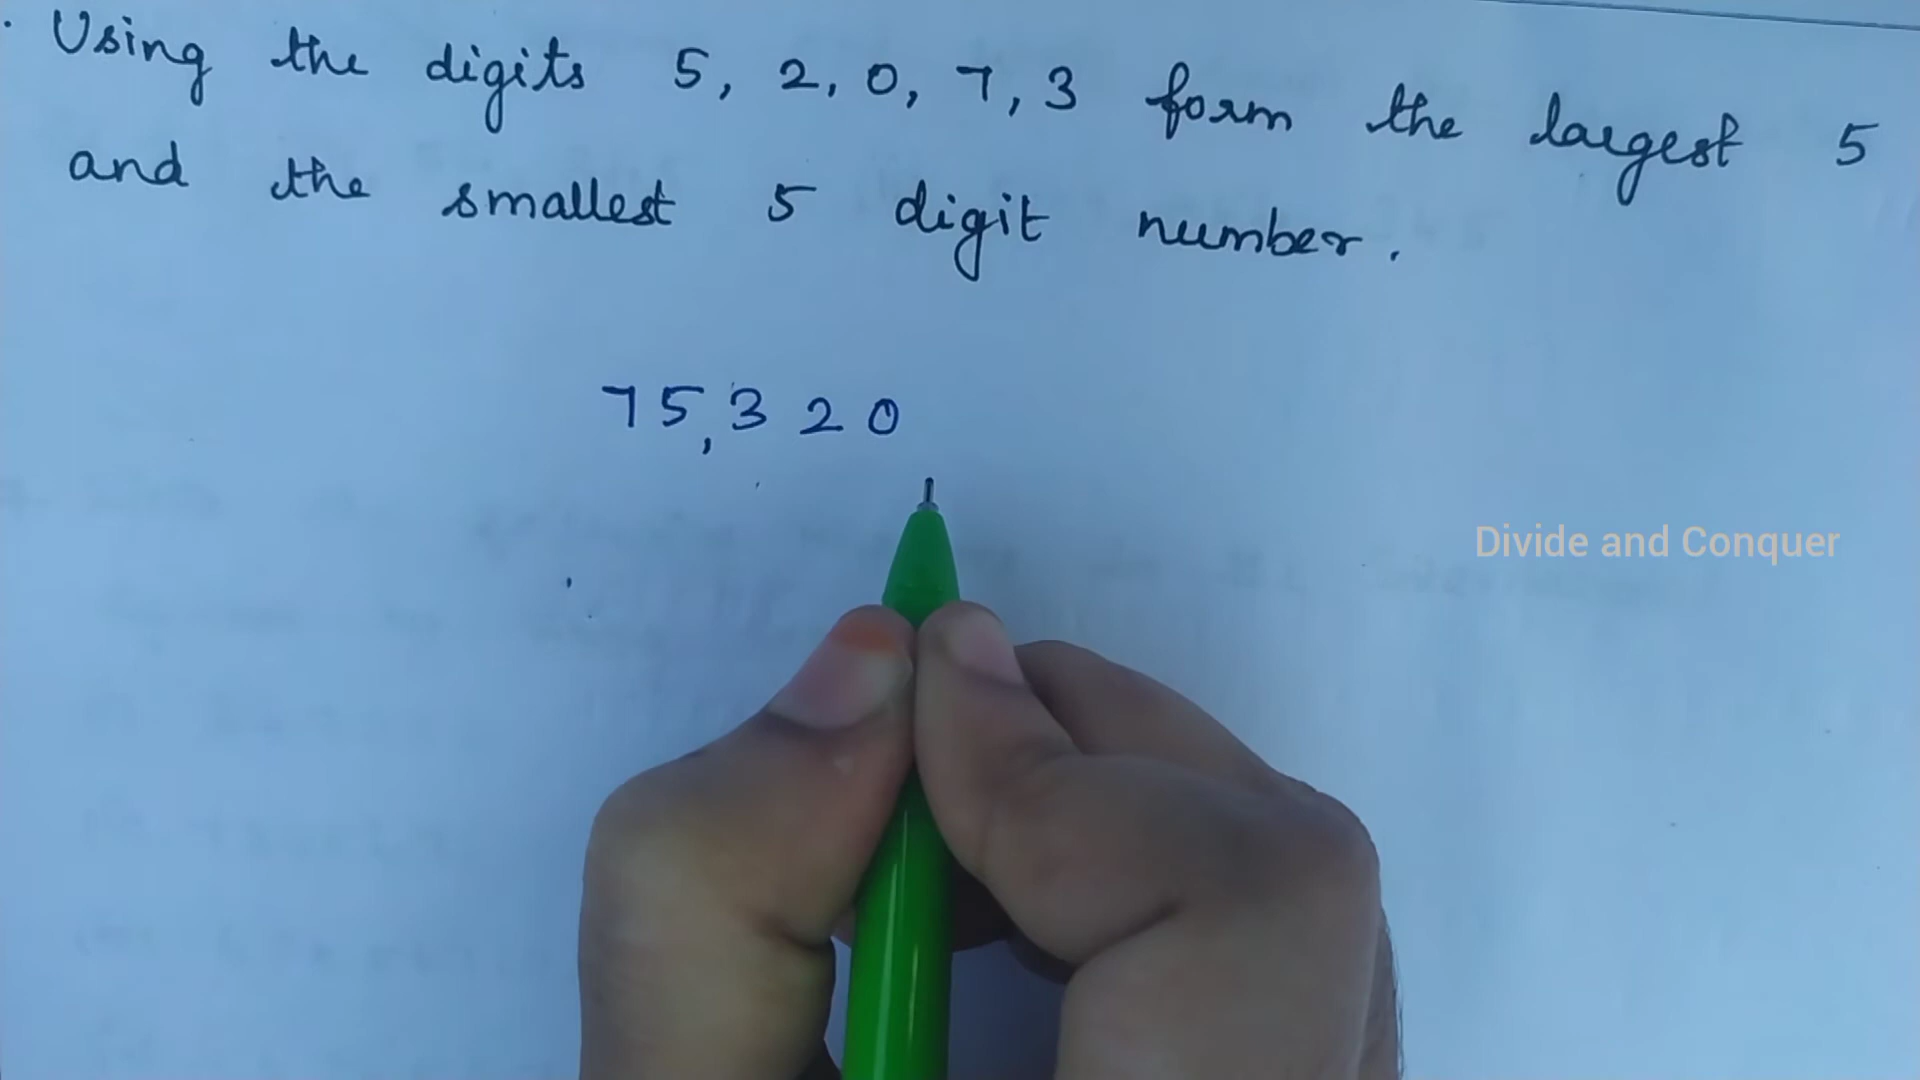 Using the digits 5, 2, 0, 7, 3 form the largest 5
and the smallest 5 digit number.
75,320
Divide and Conquer